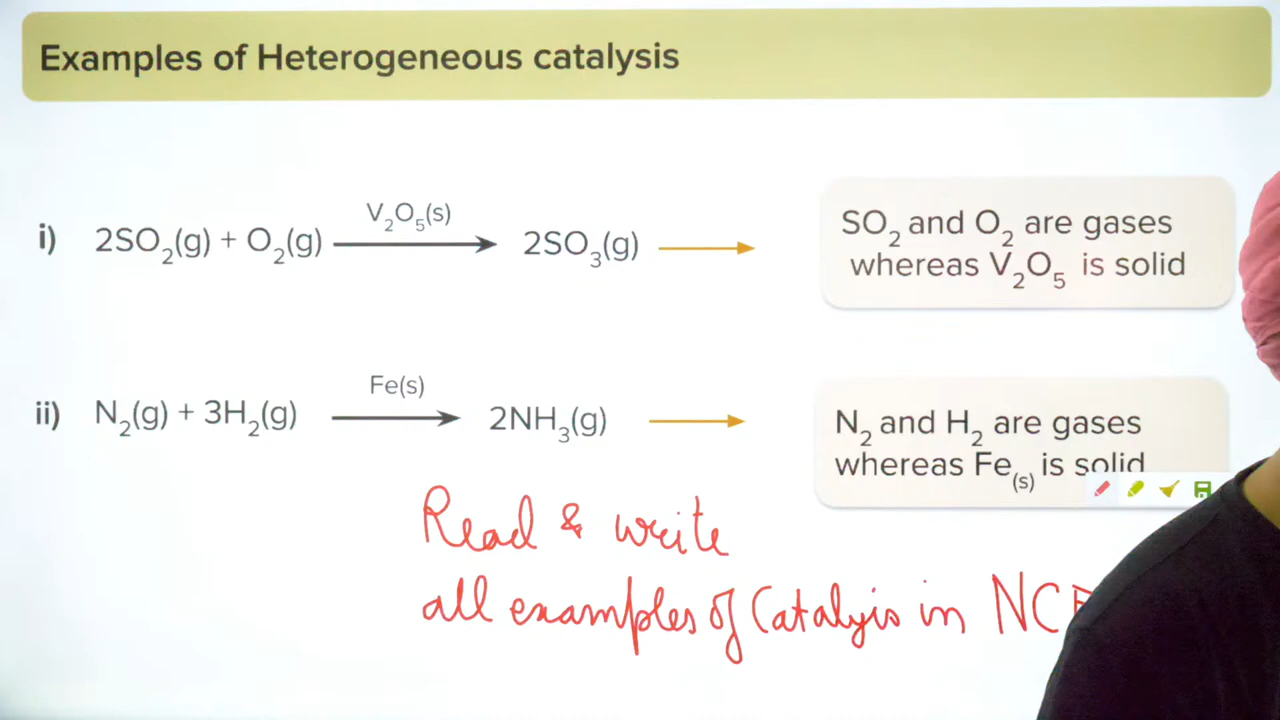 Examples of Heterogeneous catalysis
i) 2SO₂(g) + O₂(g) V₂O₅(s) 2SO₃(g)
SO₂ and O₂ are gases
whereas V₂O₅ is solid
ii) N₂(g) + 3H₂(g) Fe(s) 2NH₃(g)
N₂ and H₂ are gases
whereas Fe₍s₎ is solid
Read & write
all examples of Catalyis in